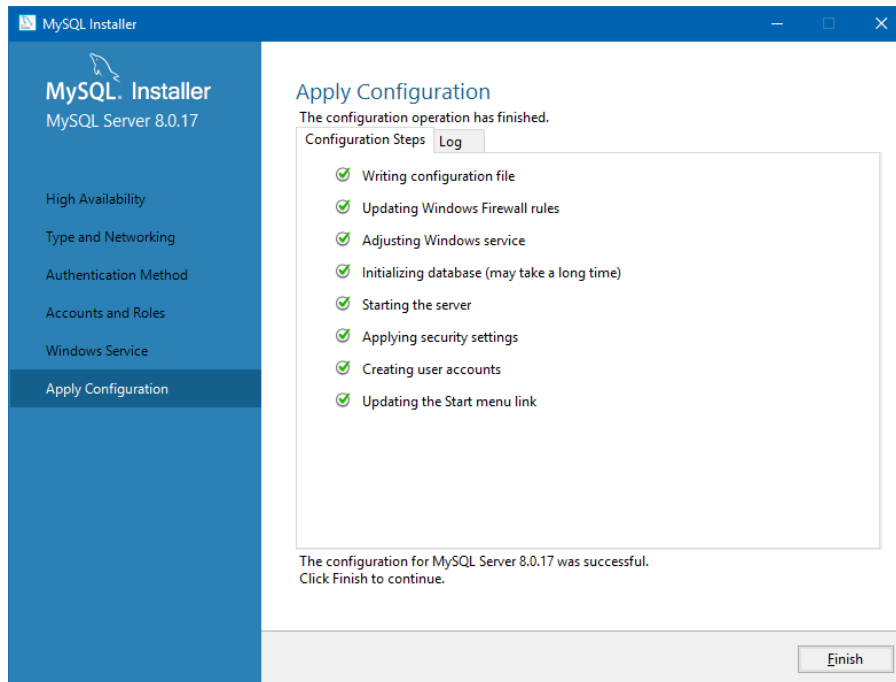 MySQL Installer
MySQL. Installer
MySQL Server 8.0.17
High Availability
Type and Networking
Authentication Method
Accounts and Roles
Windows Service
Apply Configuration
Apply Configuration
The configuration operation has finished.
Configuration Steps Log
Writing configuration file
Updating Windows Firewall rules
Adjusting Windows service
Initializing database (may take a long time)
Starting the server
Applying security settings
Creating user accounts
Updating the Start menu link
The configuration for MySQL Server 8.0.17 was successful.
Click Finish to continue.
Finish